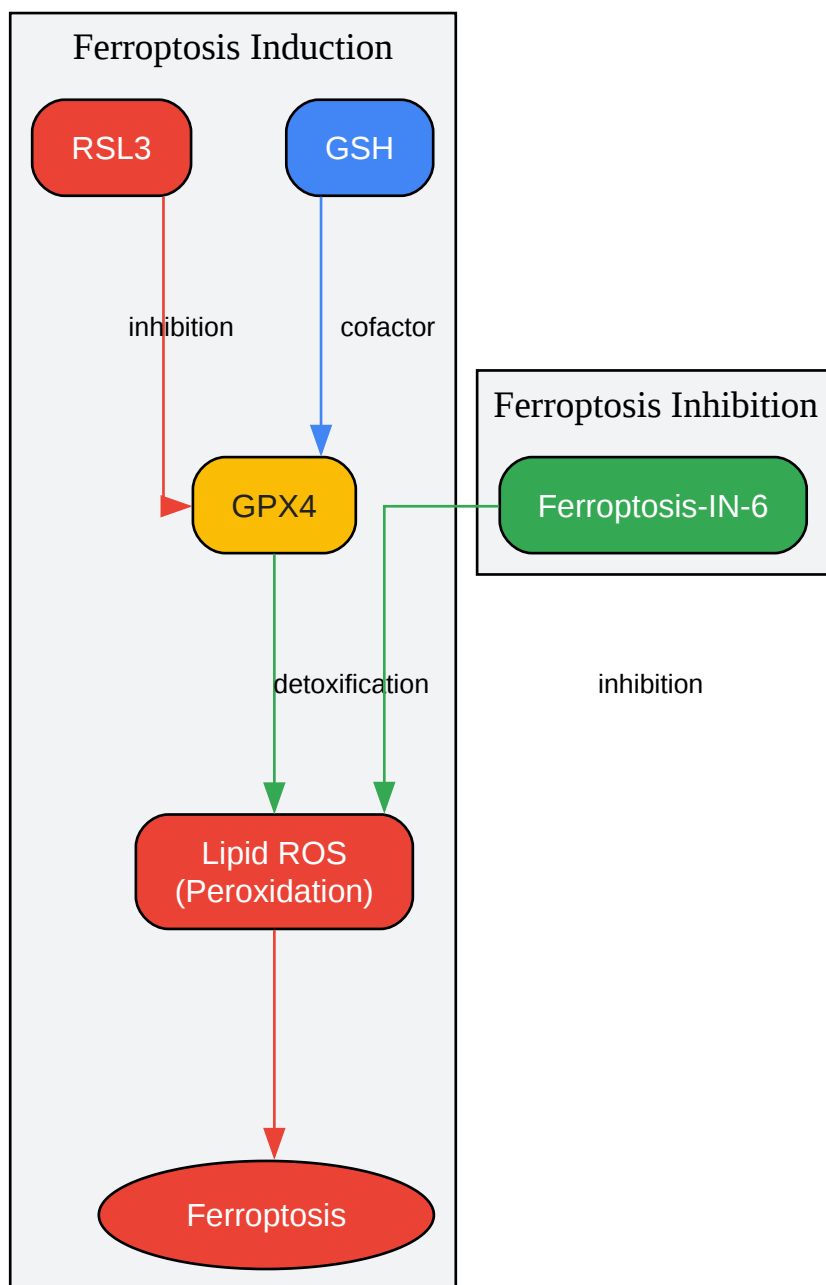 Ferroptosis Induction
RSL3
GSH
inhibition
cofactor
Ferroptosis Inhibition
GPX4
Ferroptosis-IN-6
detoxification
inhibition
Lipid ROS
(Peroxidation)
Ferroptosis